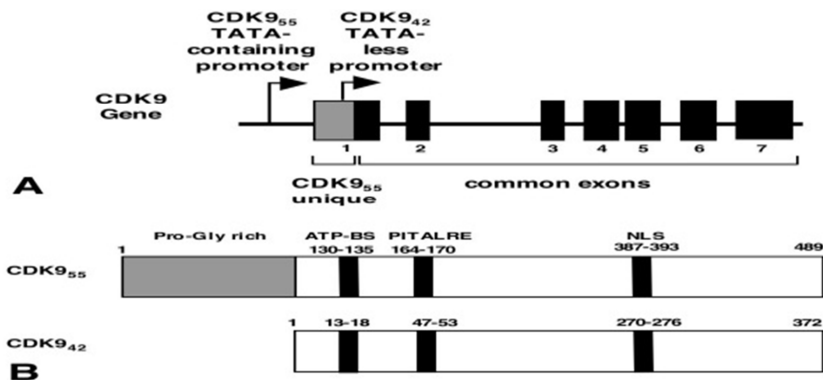 CDK9₅₅ CDK9₄₂
TATA- TATA-
containing less
promoter promoter
CDK9
Gene
1 2 3 4 5 6 7
CDK9₅₅
unique
common exons
A
Pro-Gly rich ATP-BS PITALRE NLS
1 130-135 164-170 387-393 489
CDK9₅₅
1 13-18 47-53 270-276 372
CDK9₄₂
B